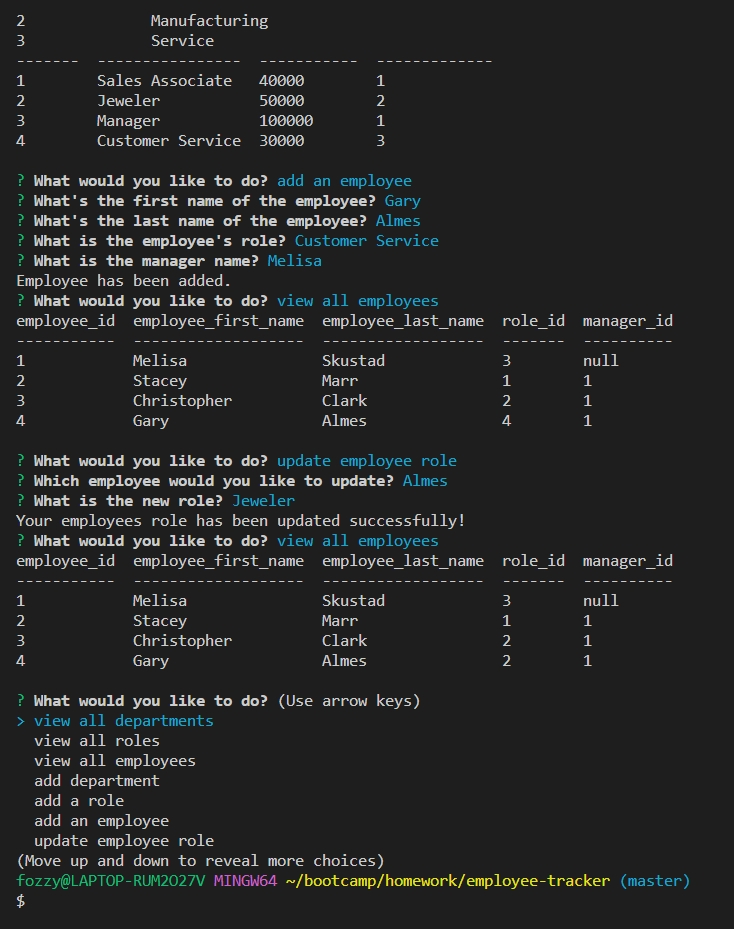 2              Manufacturing
3              Service
-------  ----------------  -----------  -------------
1        Sales Associate   40000        1
2        Jeweler           50000        2
3        Manager           100000       1
4        Customer Service  30000        3
? What would you like to do? add an employee
? What's the first name of the employee? Gary
? What's the last name of the employee? Almes
? What is the employee's role? Customer Service
? What is the manager name? Melisa
Employee has been added.
? What would you like to do? view all employees
employee_id  employee_first_name  employee_last_name  role_id  manager_id
-----------  -------------------  ------------------  -------  ----------
1            Melisa               Skustad             3        null
2            Stacey               Marr                1        1
3            Christopher          Clark               2        1
4            Gary                 Almes               4        1
? What would you like to do? update employee role
? Which employee would you like to update? Almes
? What is the new role? Jeweler
Your employees role has been updated successfully!
? What would you like to do? view all employees
employee_id  employee_first_name  employee_last_name  role_id  manager_id
-----------  -------------------  ------------------  -------  ----------
1            Melisa               Skustad             3        null
2            Stacey               Marr                1        1
3            Christopher          Clark               2        1
4            Gary                 Almes               2        1
? What would you like to do? (Use arrow keys)
> view all departments
  view all roles
  view all employees
  add department
  add a role
  add an employee
  update employee role
(Move up and down to reveal more choices)
fozzy@LAPTOP-RUM2O27V MINGW64 ~/bootcamp/homework/employee-tracker (master)
$